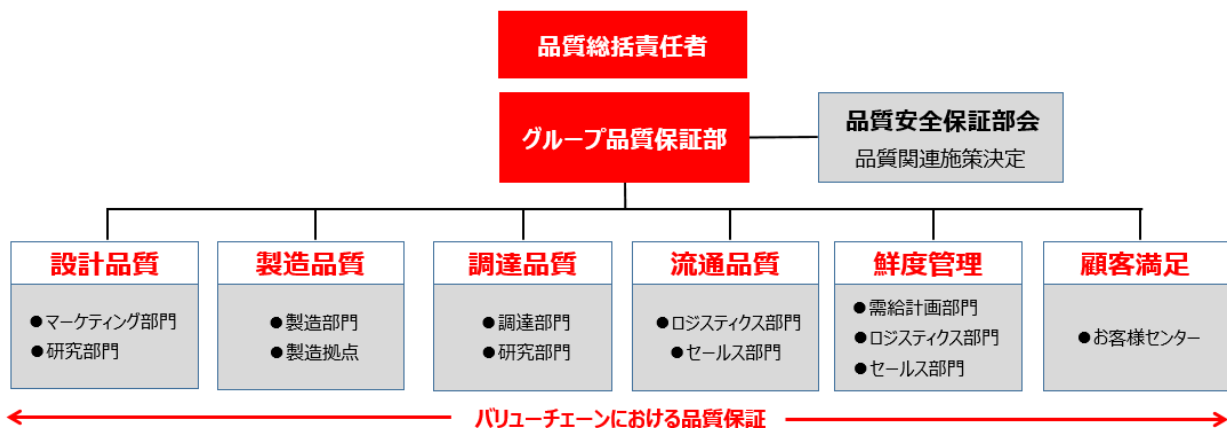 品質総括責任者
グループ品質保証部
品質安全保証部会
品質関連施策決定
設計品質
●マーケティング部門
●研究部門
製造品質
●製造部門
●製造拠点
調達品質
●調達部門
●研究部門
流通品質
●ロジスティクス部門
●セールス部門
鮮度管理
●需給計画部門
●ロジスティクス部門
●セールス部門
顧客満足
●お客様センター
バリューチェーンにおける品質保証